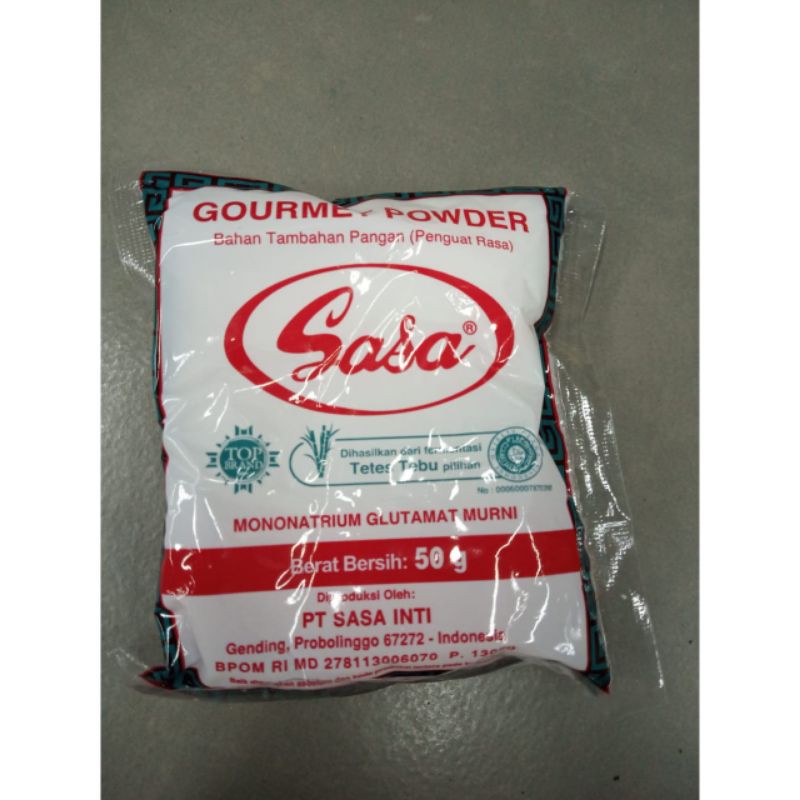 GOURMET POWDER
Bahan Tambahan Pangan (Penguat Rasa)
Sasa®
TOP
BRAND
Dihasilkan dari fermentasi
Tetes Tebu pilihan
MONONATRIUM GLUTAMAT MURNI
Berat Bersih: 50 g
Diproduksi Oleh:
PT SASA INTI
Gending, Probolinggo 67272 - Indonesia
BPOM RI MD 278113006070 P.